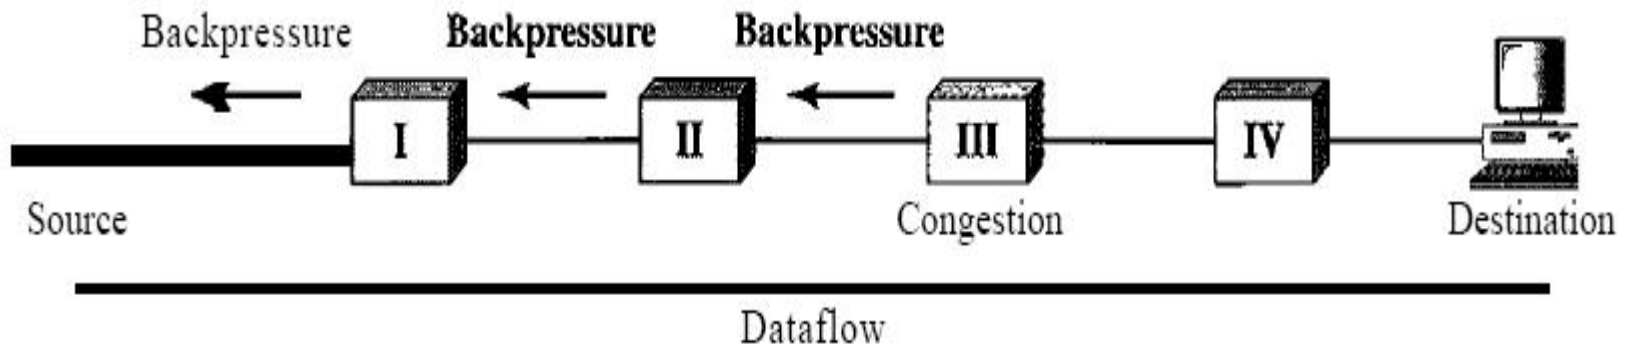 Backpressure Backpressure Backpressure
I II III IV
Source Congestion Destination
Dataflow